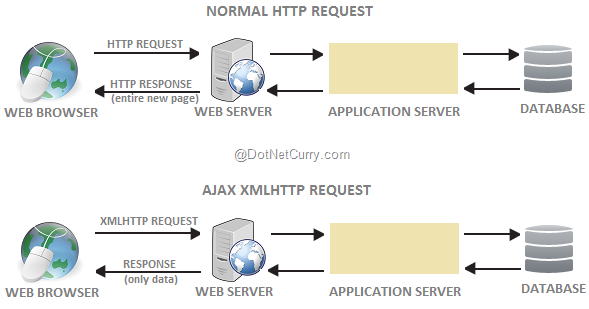 NORMAL HTTP REQUEST
HTTP REQUEST
HTTP RESPONSE
(entire new page)
WEB BROWSER
WEB SERVER
APPLICATION SERVER
DATABASE
@DotNetCurry.com
AJAX XMLHTTP REQUEST
XMLHTTP REQUEST
RESPONSE
(only data)
WEB BROWSER
WEB SERVER
APPLICATION SERVER
DATABASE